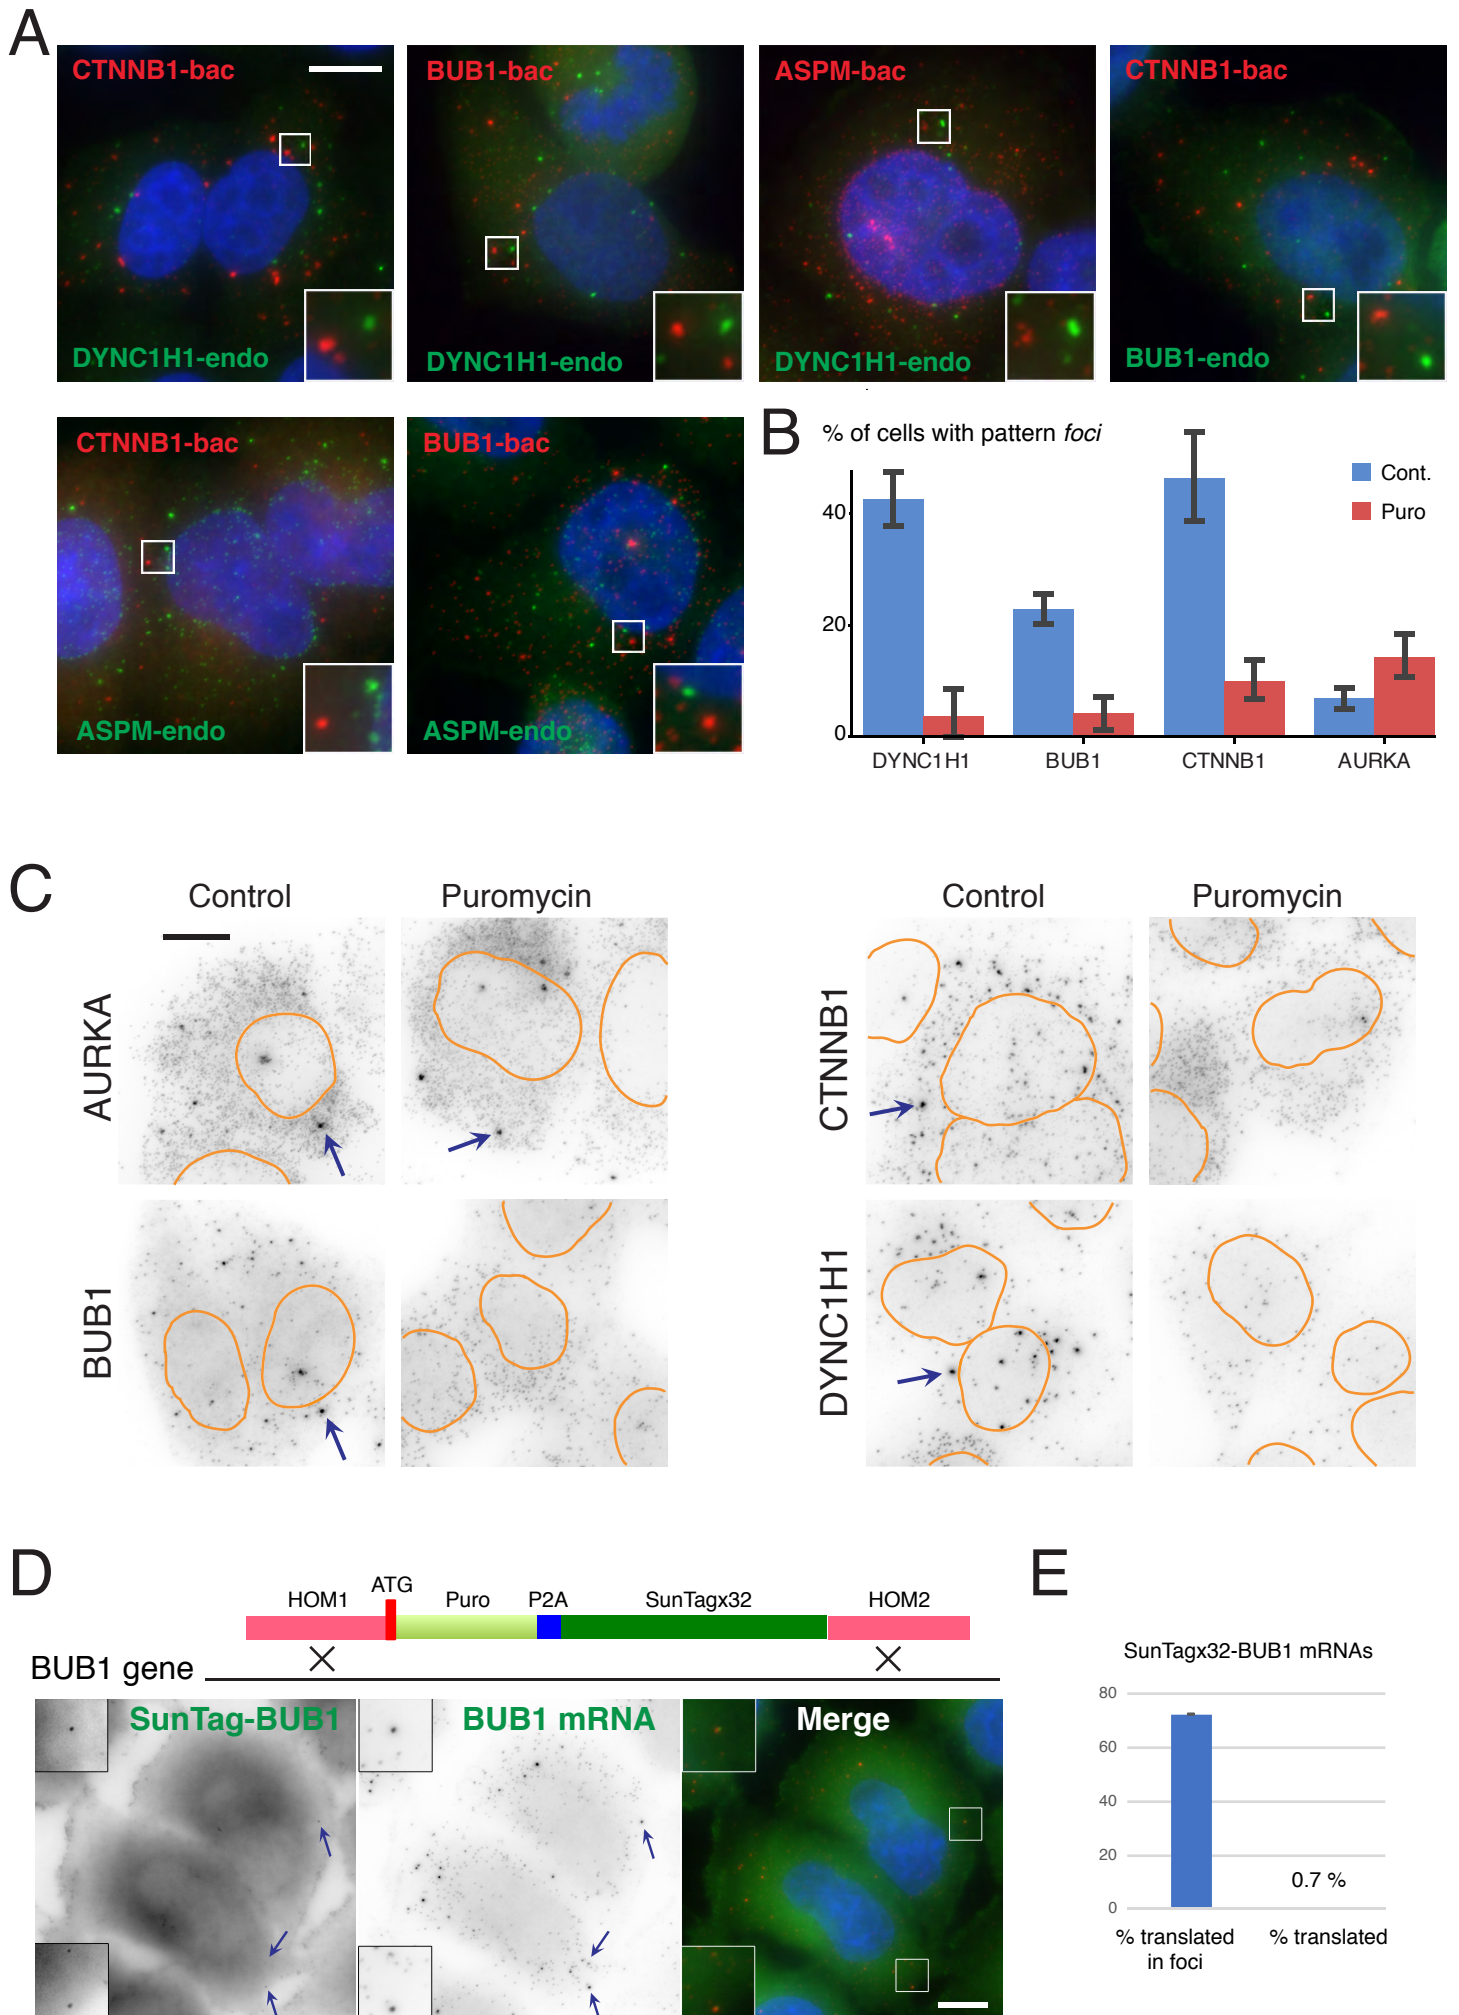 A
CTNNB1-bac
DYNC1H1-endo
BUB1-bac
DYNC1H1-endo
ASPM-bac
DYNC1H1-endo
CTNNB1-bac
BUB1-endo
CTNNB1-bac
ASPM-endo
BUB1-bac
ASPM-endo
B
% of cells with pattern foci
Cont.
Puro
40
20
0
DYNC1H1
BUB1
CTNNB1
AURKA
C
Control
Puromycin
Control
Puromycin
AURKA
CTNNB1
BUB1
DYNC1H1
D
HOM1
ATG
Puro
P2A
SunTagx32
HOM2
BUB1 gene
SunTag-BUB1
BUB1 mRNA
Merge
E
SunTagx32-BUB1 mRNAs
80
60
40
20
0
0.7 %
% translated
in foci
% translated